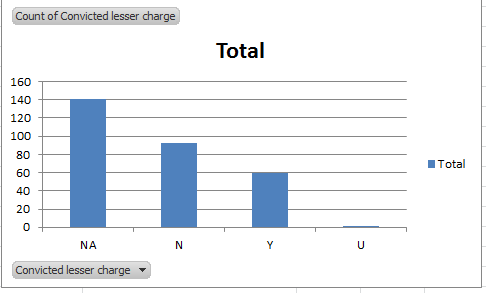 Count of Convicted lesser charge
Total
160
140
120
100
80
60
40
20
0
NA N Y U
Total
Convicted lesser charge